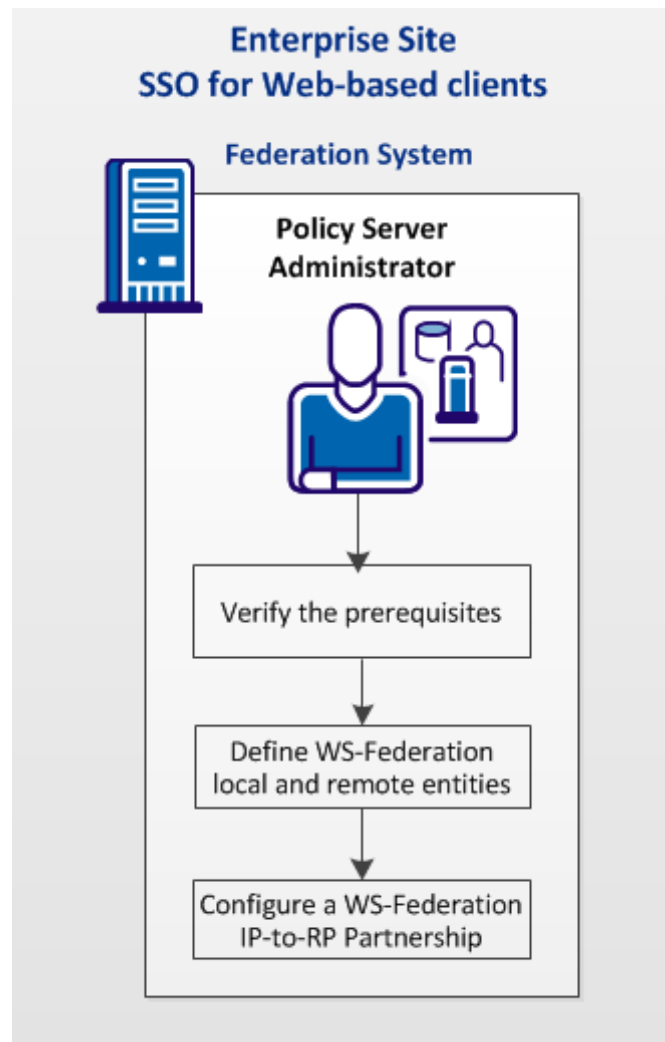 Enterprise Site
SSO for Web-based clients
Federation System
Policy Server
Administrator
Verify the prerequisites
Define WS-Federation
local and remote entities
Configure a WS-Federation
IP-to-RP Partnership